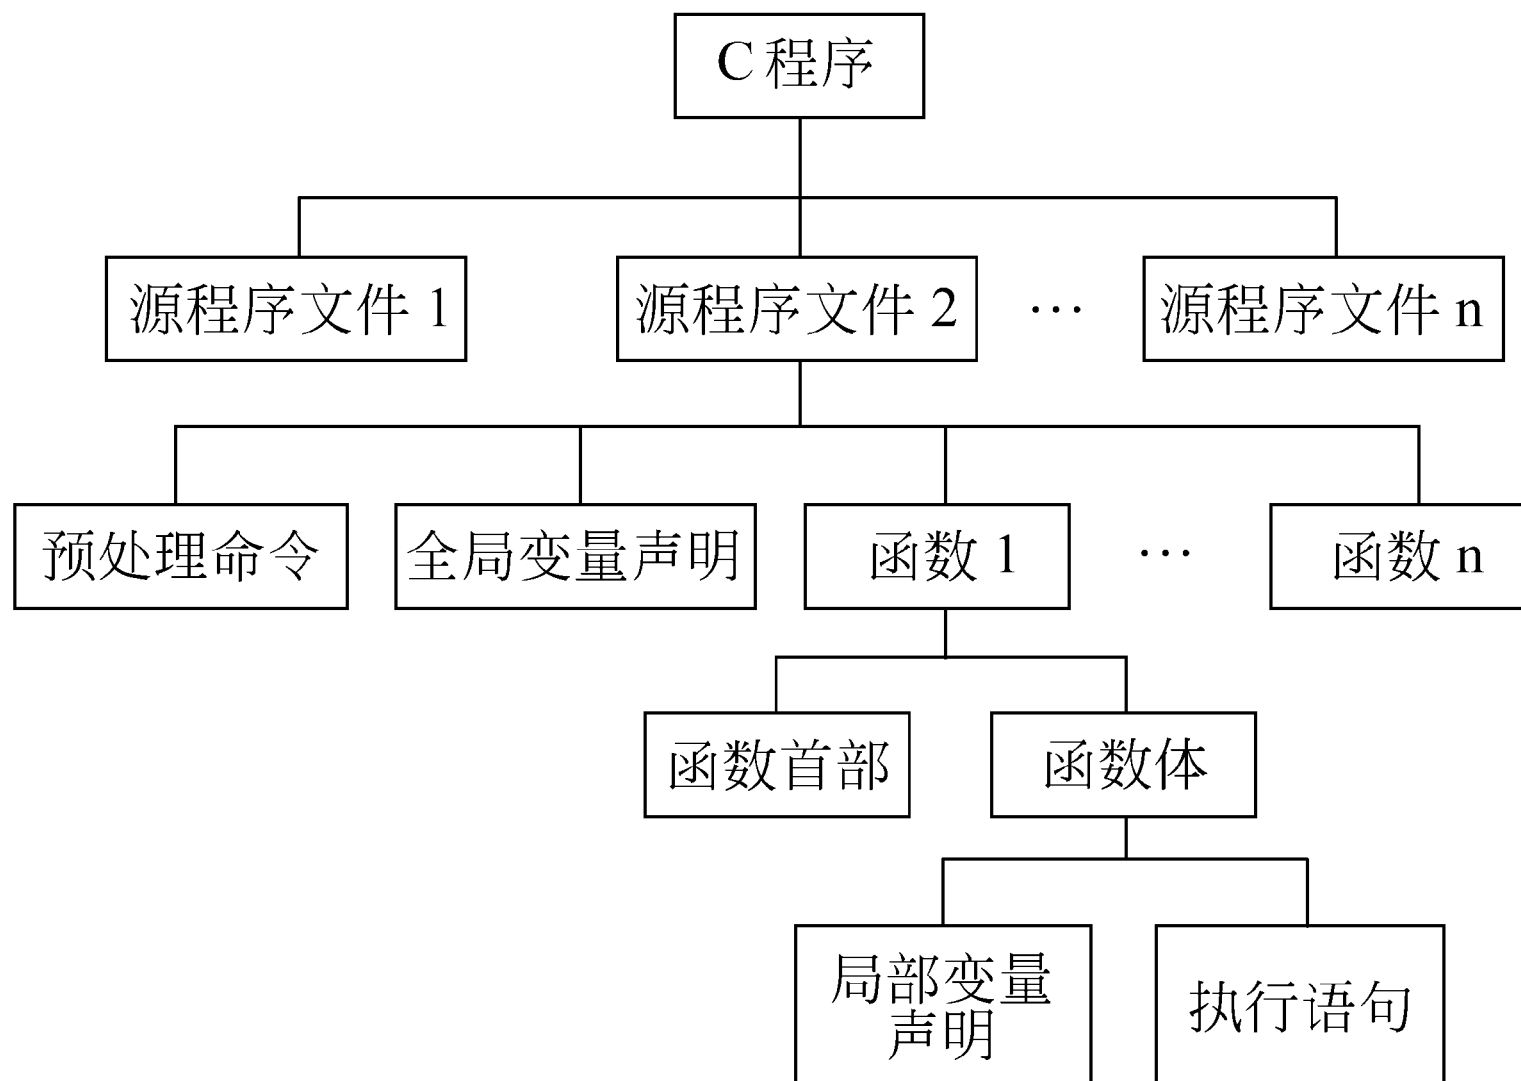 C 程序
源程序文件 1
源程序文件 2
…
源程序文件 n
预处理命令
全局变量声明
函数 1
…
函数 n
函数首部
函数体
局部变量
声明
执行语句